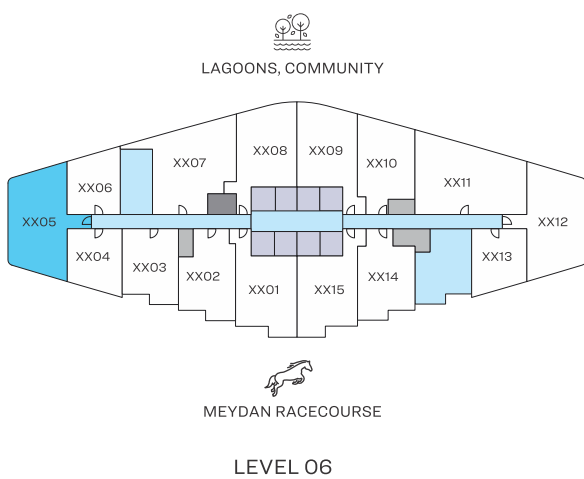 LAGOONS, COMMUNITY
XX08
XX09
XX07
XX10
XX06
XX11
XX05
XX12
XX04
XX03
XX02
XX01
XX15
XX14
XX13
MEYDAN RACECOURSE
LEVEL 06